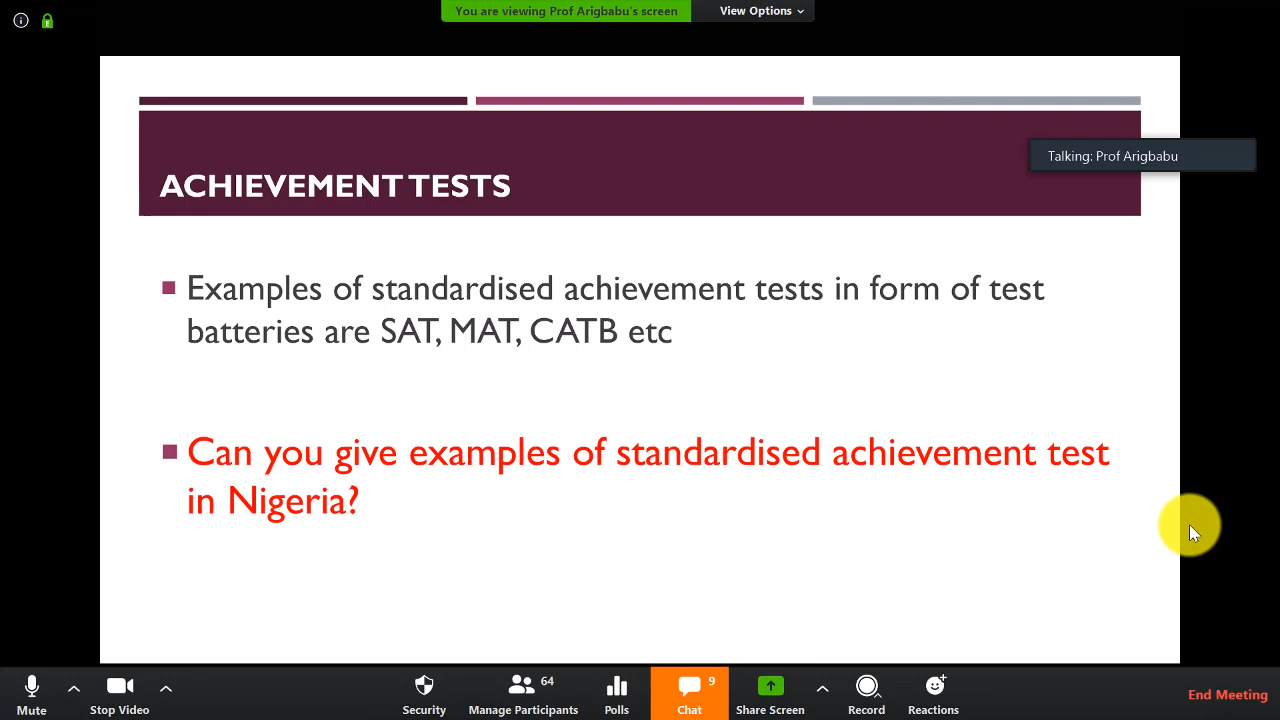 You are viewing Prof Arigbabu's screen
View Options
Talking: Prof Arigbabu
ACHIEVEMENT TESTS
Examples of standardised achievement tests in form of test
batteries are SAT, MAT, CATB etc
Can you give examples of standardised achievement test
in Nigeria?
Mute
Stop Video
Security
64
Manage Participants
Polls
9
Chat
Share Screen
Record
Reactions
End Meeting